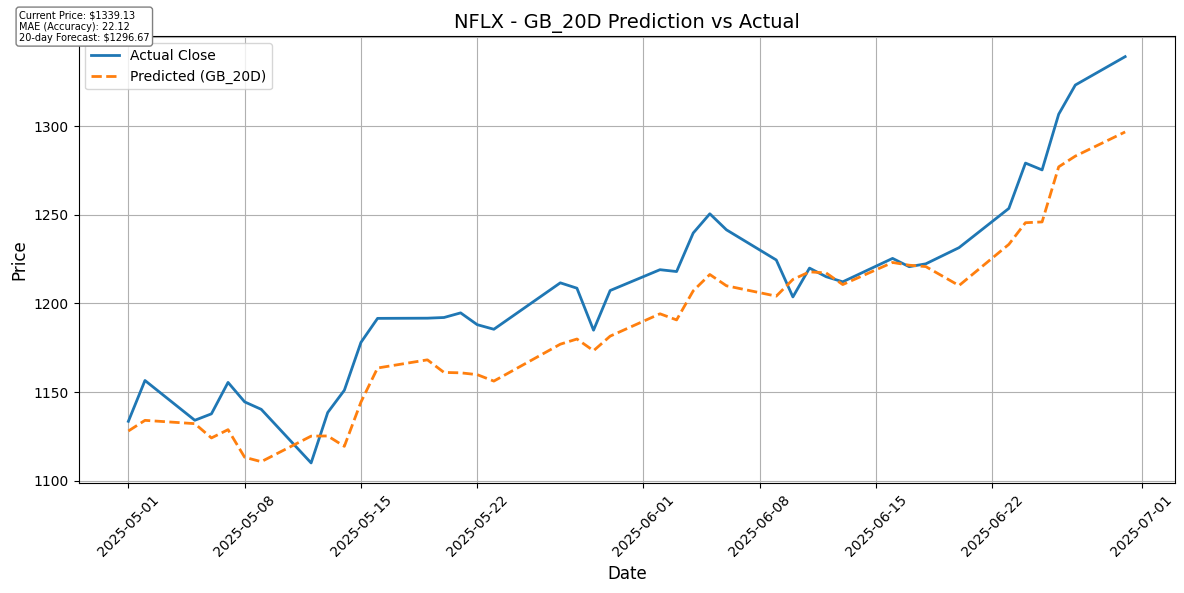 Current Price: $1339.13
MAE (Accuracy): 22.12
20-day Forecast: $1296.67
NFLX - GB_20D Prediction vs Actual
Actual Close
Predicted (GB_20D)
Price
1300
1250
1200
1150
1100
2025-05-01
2025-05-08
2025-05-15
2025-05-22
2025-06-01
2025-06-08
2025-06-15
2025-06-22
2025-07-01
Date